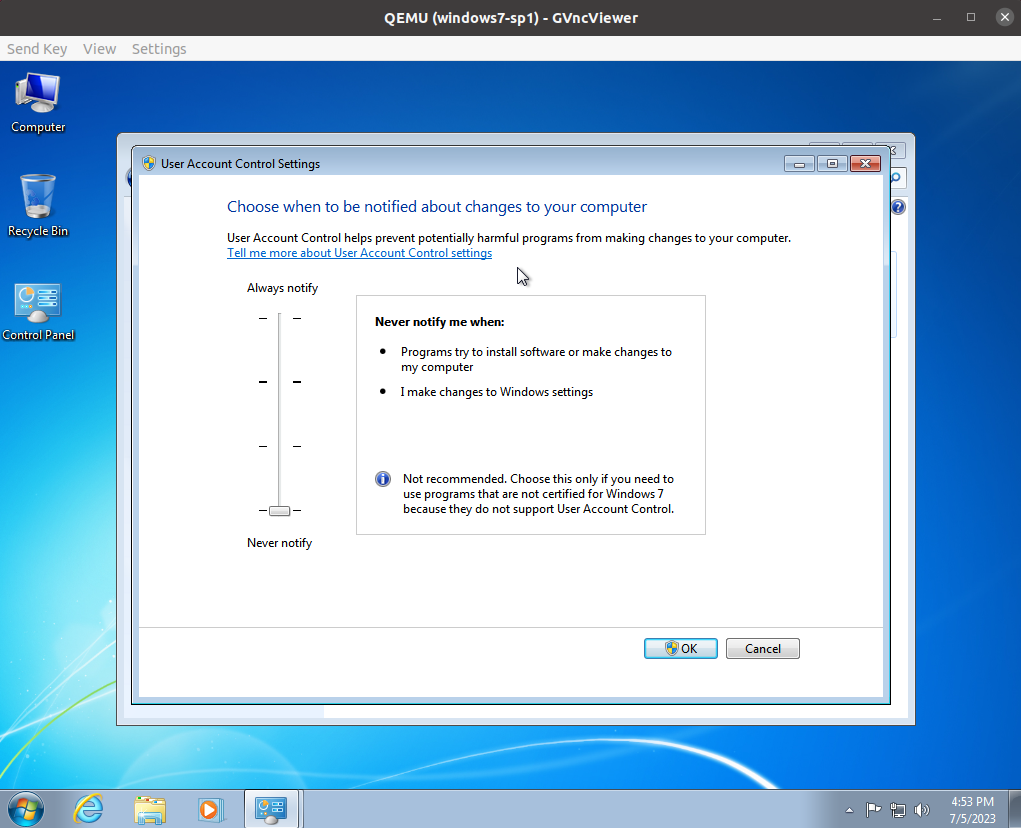 QEMU (windows7-sp1) - GVncViewer
Send Key View Settings
Computer
Recycle Bin
Control Panel
User Account Control Settings
Choose when to be notified about changes to your computer
User Account Control helps prevent potentially harmful programs from making changes to your computer.
Tell me more about User Account Control settings
Always notify
Never notify me when:
Programs try to install software or make changes to
my computer
I make changes to Windows settings
Not recommended. Choose this only if you need to
use programs that are not certified for Windows 7
because they do not support User Account Control.
Never notify
OK
Cancel
4:53 PM
7/5/2023